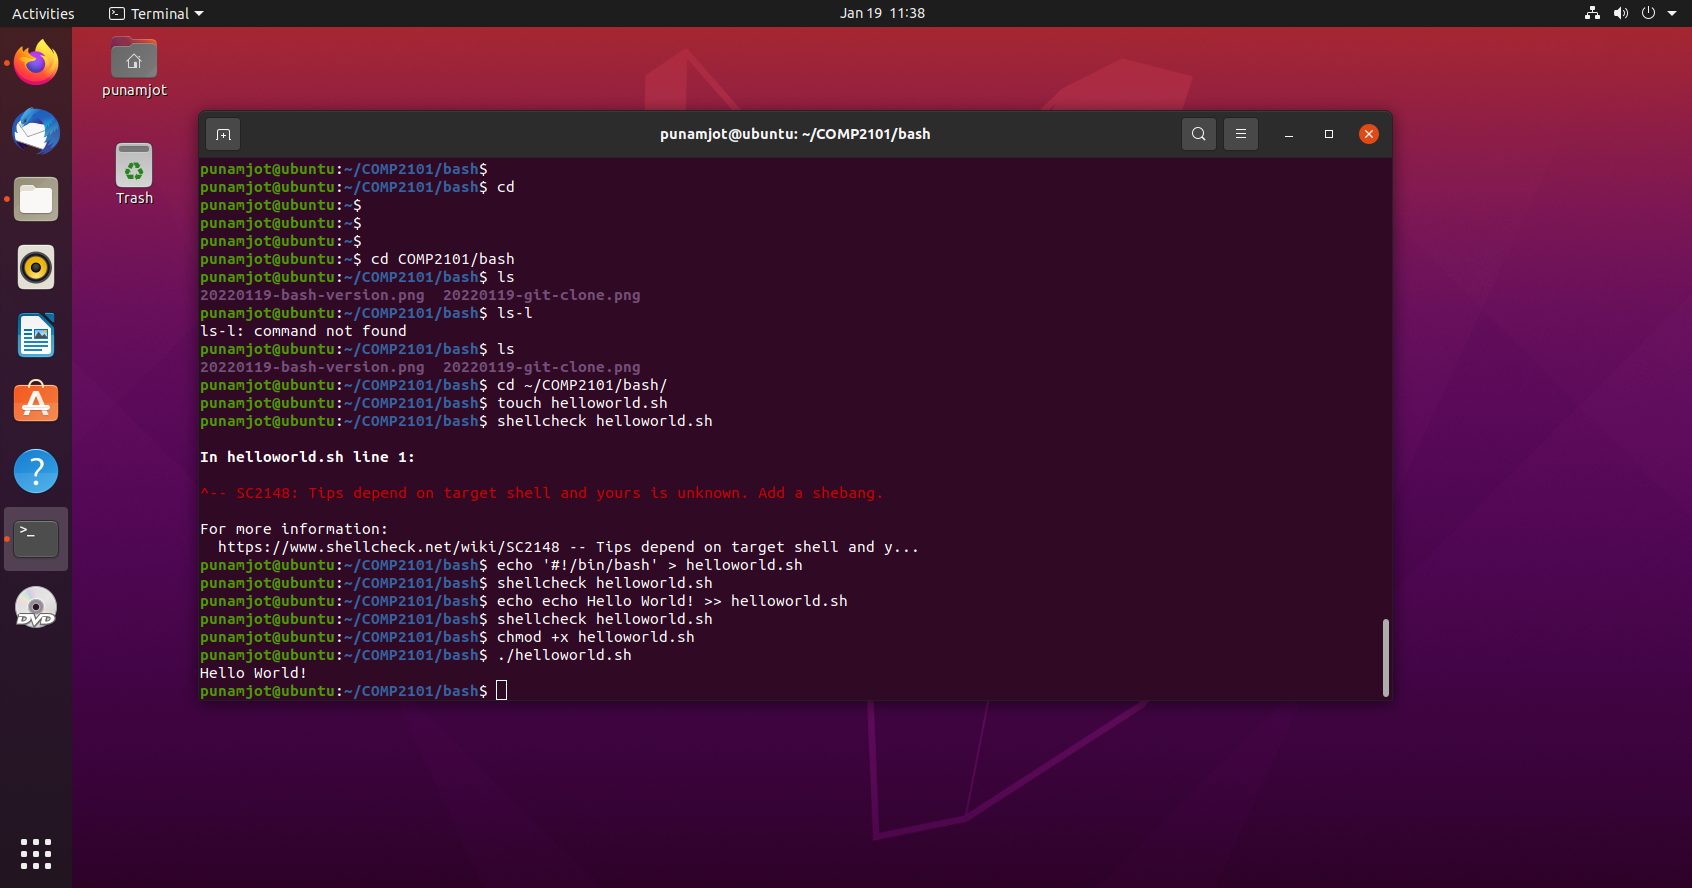 Activities
Terminal
Jan 19 11:38
punamjot
Trash
punamjot@ubuntu: ~/COMP2101/bash
punamjot@ubuntu:~/COMP2101/bash$
punamjot@ubuntu:~/COMP2101/bash$ cd
punamjot@ubuntu:~$
punamjot@ubuntu:~$
punamjot@ubuntu:~$
punamjot@ubuntu:~$ cd COMP2101/bash
punamjot@ubuntu:~/COMP2101/bash$ ls
20220119-bash-version.png  20220119-git-clone.png
punamjot@ubuntu:~/COMP2101/bash$ ls-l
ls-l: command not found
punamjot@ubuntu:~/COMP2101/bash$ ls
20220119-bash-version.png  20220119-git-clone.png
punamjot@ubuntu:~/COMP2101/bash$ cd ~/COMP2101/bash/
punamjot@ubuntu:~/COMP2101/bash$ touch helloworld.sh
punamjot@ubuntu:~/COMP2101/bash$ shellcheck helloworld.sh
In helloworld.sh line 1:
^-- SC2148: Tips depend on target shell and yours is unknown. Add a shebang.
For more information:
  https://www.shellcheck.net/wiki/SC2148 -- Tips depend on target shell and y...
punamjot@ubuntu:~/COMP2101/bash$ echo '#!/bin/bash' > helloworld.sh
punamjot@ubuntu:~/COMP2101/bash$ shellcheck helloworld.sh
punamjot@ubuntu:~/COMP2101/bash$ echo echo Hello World! >> helloworld.sh
punamjot@ubuntu:~/COMP2101/bash$ shellcheck helloworld.sh
punamjot@ubuntu:~/COMP2101/bash$ chmod +x helloworld.sh
punamjot@ubuntu:~/COMP2101/bash$ ./helloworld.sh
Hello World!
punamjot@ubuntu:~/COMP2101/bash$
DVD